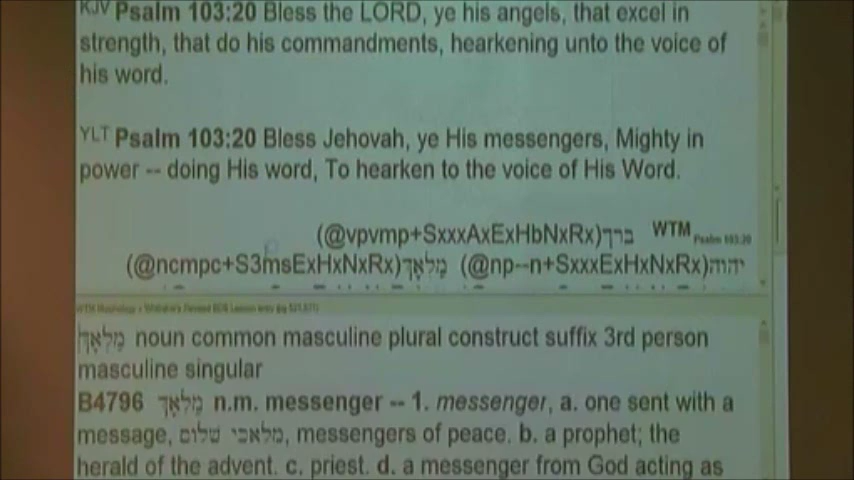 KJV Psalm 103:20 Bless the LORD, ye his angels, that excel in
strength, that do his commandments, hearkening unto the voice of
his word.
YLT Psalm 103:20 Bless Jehovah, ye His messengers, Mighty in
power -- doing His word, To hearken to the voice of His Word.
WTM Psalm 103:20 ברך(@vpvmp+SxxxAxExHbNxRx)
יהוה(@np--n+SxxxExHxNxRx) מַלְאָךְ(@ncmpc+S3msExHxNxRx)
מַלְאָךְ noun common masculine plural construct suffix 3rd person
masculine singular
B4796 מַלְאָךְ n.m. messenger -- 1. messenger, a. one sent with a
message, מלאכי שלום, messengers of peace. b. a prophet; the
herald of the advent. c. priest. d. a messenger from God acting as